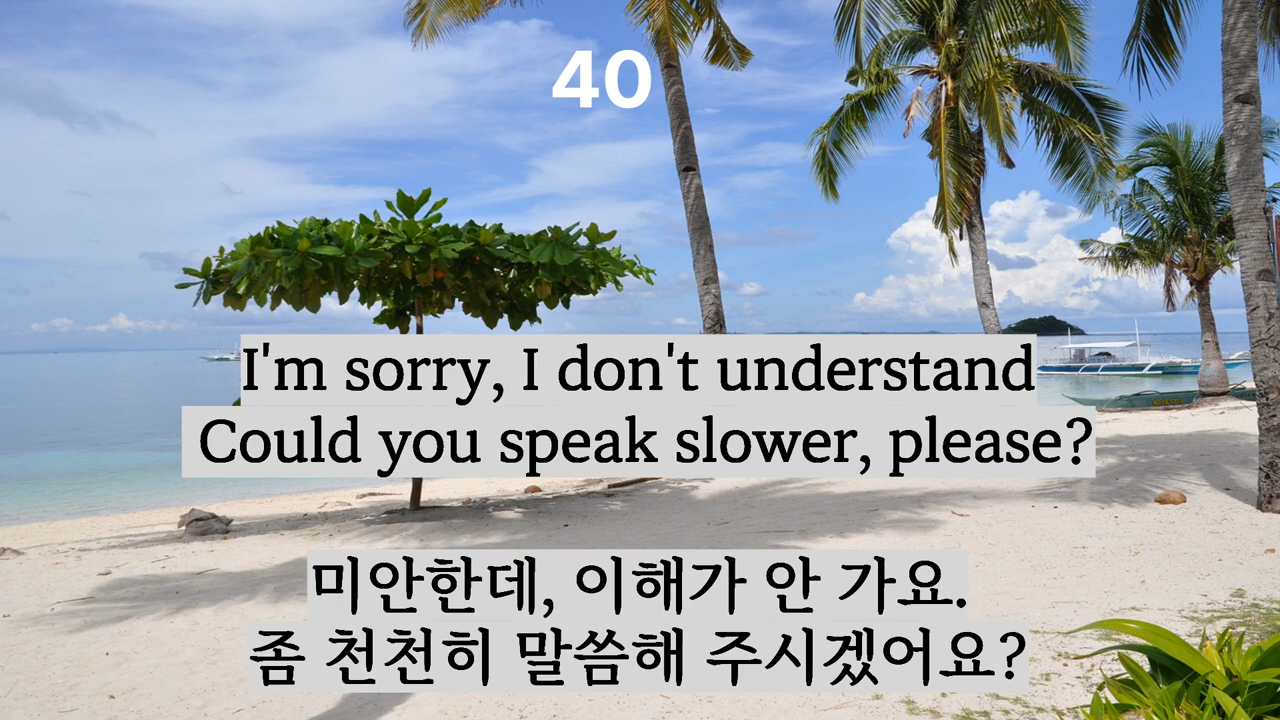 40
I'm sorry, I don't understand
Could you speak slower, please?
미안한데, 이해가 안 가요.
좀 천천히 말씀해 주시겠어요?